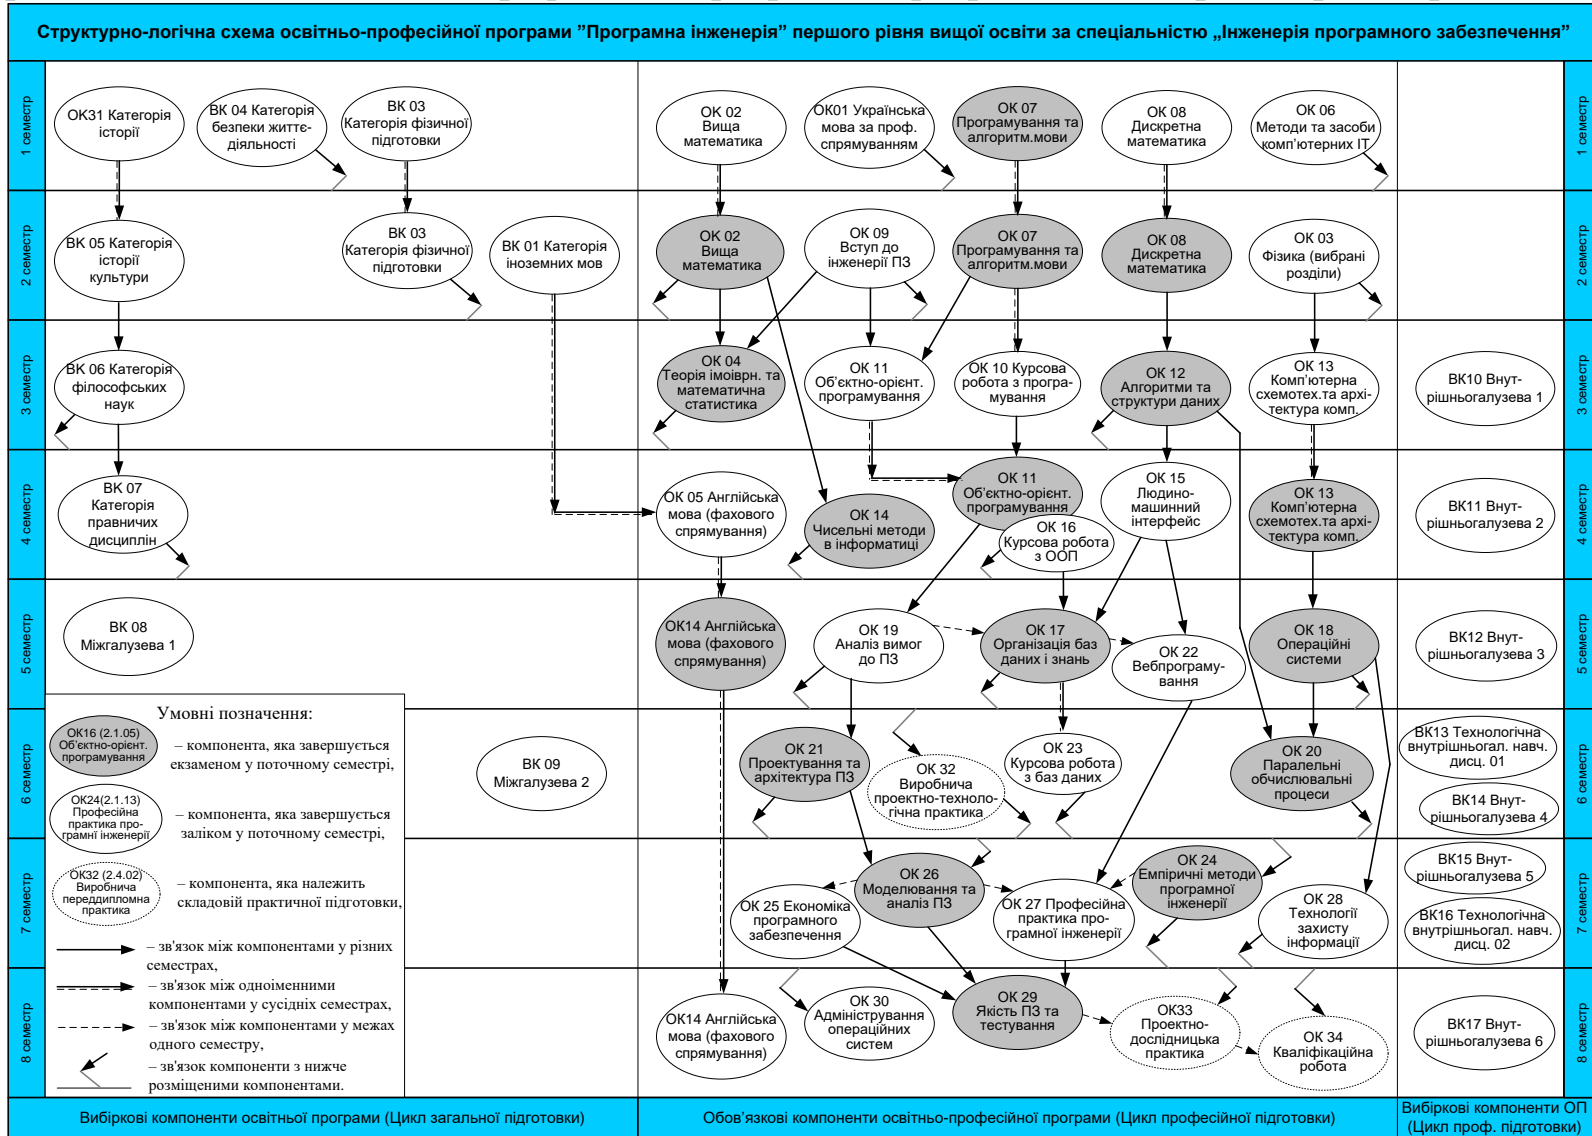 Структурно-логічна схема освітньо-професійної програми ”Програмна інженерія” першого рівня вищої освіти за спеціальністю „Інженерія програмного забезпечення”
1 семестр
ОК31 Категорія
історії
ВК 04 Категорія
безпеки життє-
діяльності
ВК 03
Категорія фізичної
підготовки
ОК 02
Вища
математика
ОК01 Українська
мова за проф.
спрямуванням
ОК 07
Програмування та
алгоритм.мови
ОК 08
Дискретна
математика
ОК 06
Методи та засоби
комп’ютерних ІТ
1 семестр
2 семестр
ВК 05 Категорія
історії
культури
ВК 03
Категорія фізичної
підготовки
ВК 01 Категорія
іноземних мов
ОК 02
Вища
математика
ОК 09
Вступ до
інженерії ПЗ
ОК 07
Програмування та
алгоритм.мови
ОК 08
Дискретна
математика
ОК 03
Фізика (вибрані
розділи)
2 семестр
3 семестр
ВК 06 Категорія
філософських
наук
ОК 04
Теорія імоіврн. та
математична
статистика
ОК 11
Об’єктно-орієнт.
програмування
ОК 10 Курсова
робота з програ-
мування
ОК 12
Алгоритми та
структури даних
ОК 13
Комп’ютерна
схемотех.та архі-
тектура комп.
ВК10 Внут-
рішньогалузева 1
3 семестр
4 семестр
ВК 07
Категорія
правничих
дисциплін
ОК 05 Англійська
мова (фахового
спрямування)
ОК 14
Чисельні методи
в інформатиці
ОК 11
Об’єктно-орієнт.
програмування
ОК 16
Курсова робота
з ООП
ОК 15
Людино-
машинний
інтерфейс
ОК 13
Комп’ютерна
схемотех.та архі-
тектура комп.
ВК11 Внут-
рішньогалузева 2
4 семестр
5 семестр
ВК 08
Міжгалузева 1
ОК14 Англійська
мова (фахового
спрямування)
ОК 19
Аналіз вимог
до ПЗ
ОК 17
Організація баз
даних і знань
ОК 22
Вебпрограму-
вання
ОК 18
Операційні
системи
ВК12 Внут-
рішньогалузева 3
5 семестр
6 семестр
ВК 09
Міжгалузева 2
ОК 21
Проектування та
архітектура ПЗ
ОК 32
Виробнича
проектно-техноло-
гічна практика
ОК 23
Курсова робота
з баз даних
ОК 20
Паралельні
обчислювальні
процеси
ВК13 Технологічна
внутрішньогал. навч.
дисц. 01
ВК14 Внут-
рішньогалузева 4
6 семестр
7 семестр
ОК 25 Економіка
програмного
забезпечення
ОК 26
Моделювання та
аналіз ПЗ
ОК 27 Професійна
практика про-
грамної інженерії
ОК 24
Емпіричні методи
програмної
інженерії
ОК 28
Технології
захисту
інформації
ВК15 Внут-
рішньогалузева 5
ВК16 Технологічна
внутрішньогал. навч.
дисц. 02
7 семестр
8 семестр
ОК14 Англійська
мова (фахового
спрямування)
ОК 30
Адміністрування
операційних
систем
ОК 29
Якість ПЗ та
тестування
ОК33
Проектно-
дослідницька
практика
ОК 34
Кваліфікаційна
робота
ВК17 Внут-
рішньогалузева 6
8 семестр
Умовні позначення:
ОК16 (2.1.05)
Об’єктно-орієнт.
програмування
– компонента, яка завершується
екзаменом у поточному семестрі,
ОК24(2.1.13)
Професійна
практика про-
грамнї інженерії
– компонента, яка завершується
заліком у поточному семестрі,
ОК32 (2.4.02)
Виробнича
переддипломна
практика
– компонента, яка належить
складовій практичної підготовки,
– зв'язок між компонентами у різних
семестрах,
– зв'язок між одноіменними
компонентами у сусідніх семестрах,
– зв'язок між компонентами у межах
одного семестру,
– зв'язок компоненти з нижче
розміщеними компонентами.
Вибіркові компоненти освітньої програми (Цикл загальної підготовки)
Обов’язкові компоненти освітньо-професійної програми (Цикл професійної підготовки)
Вибіркові компоненти ОП
(Цикл проф. підготовки)